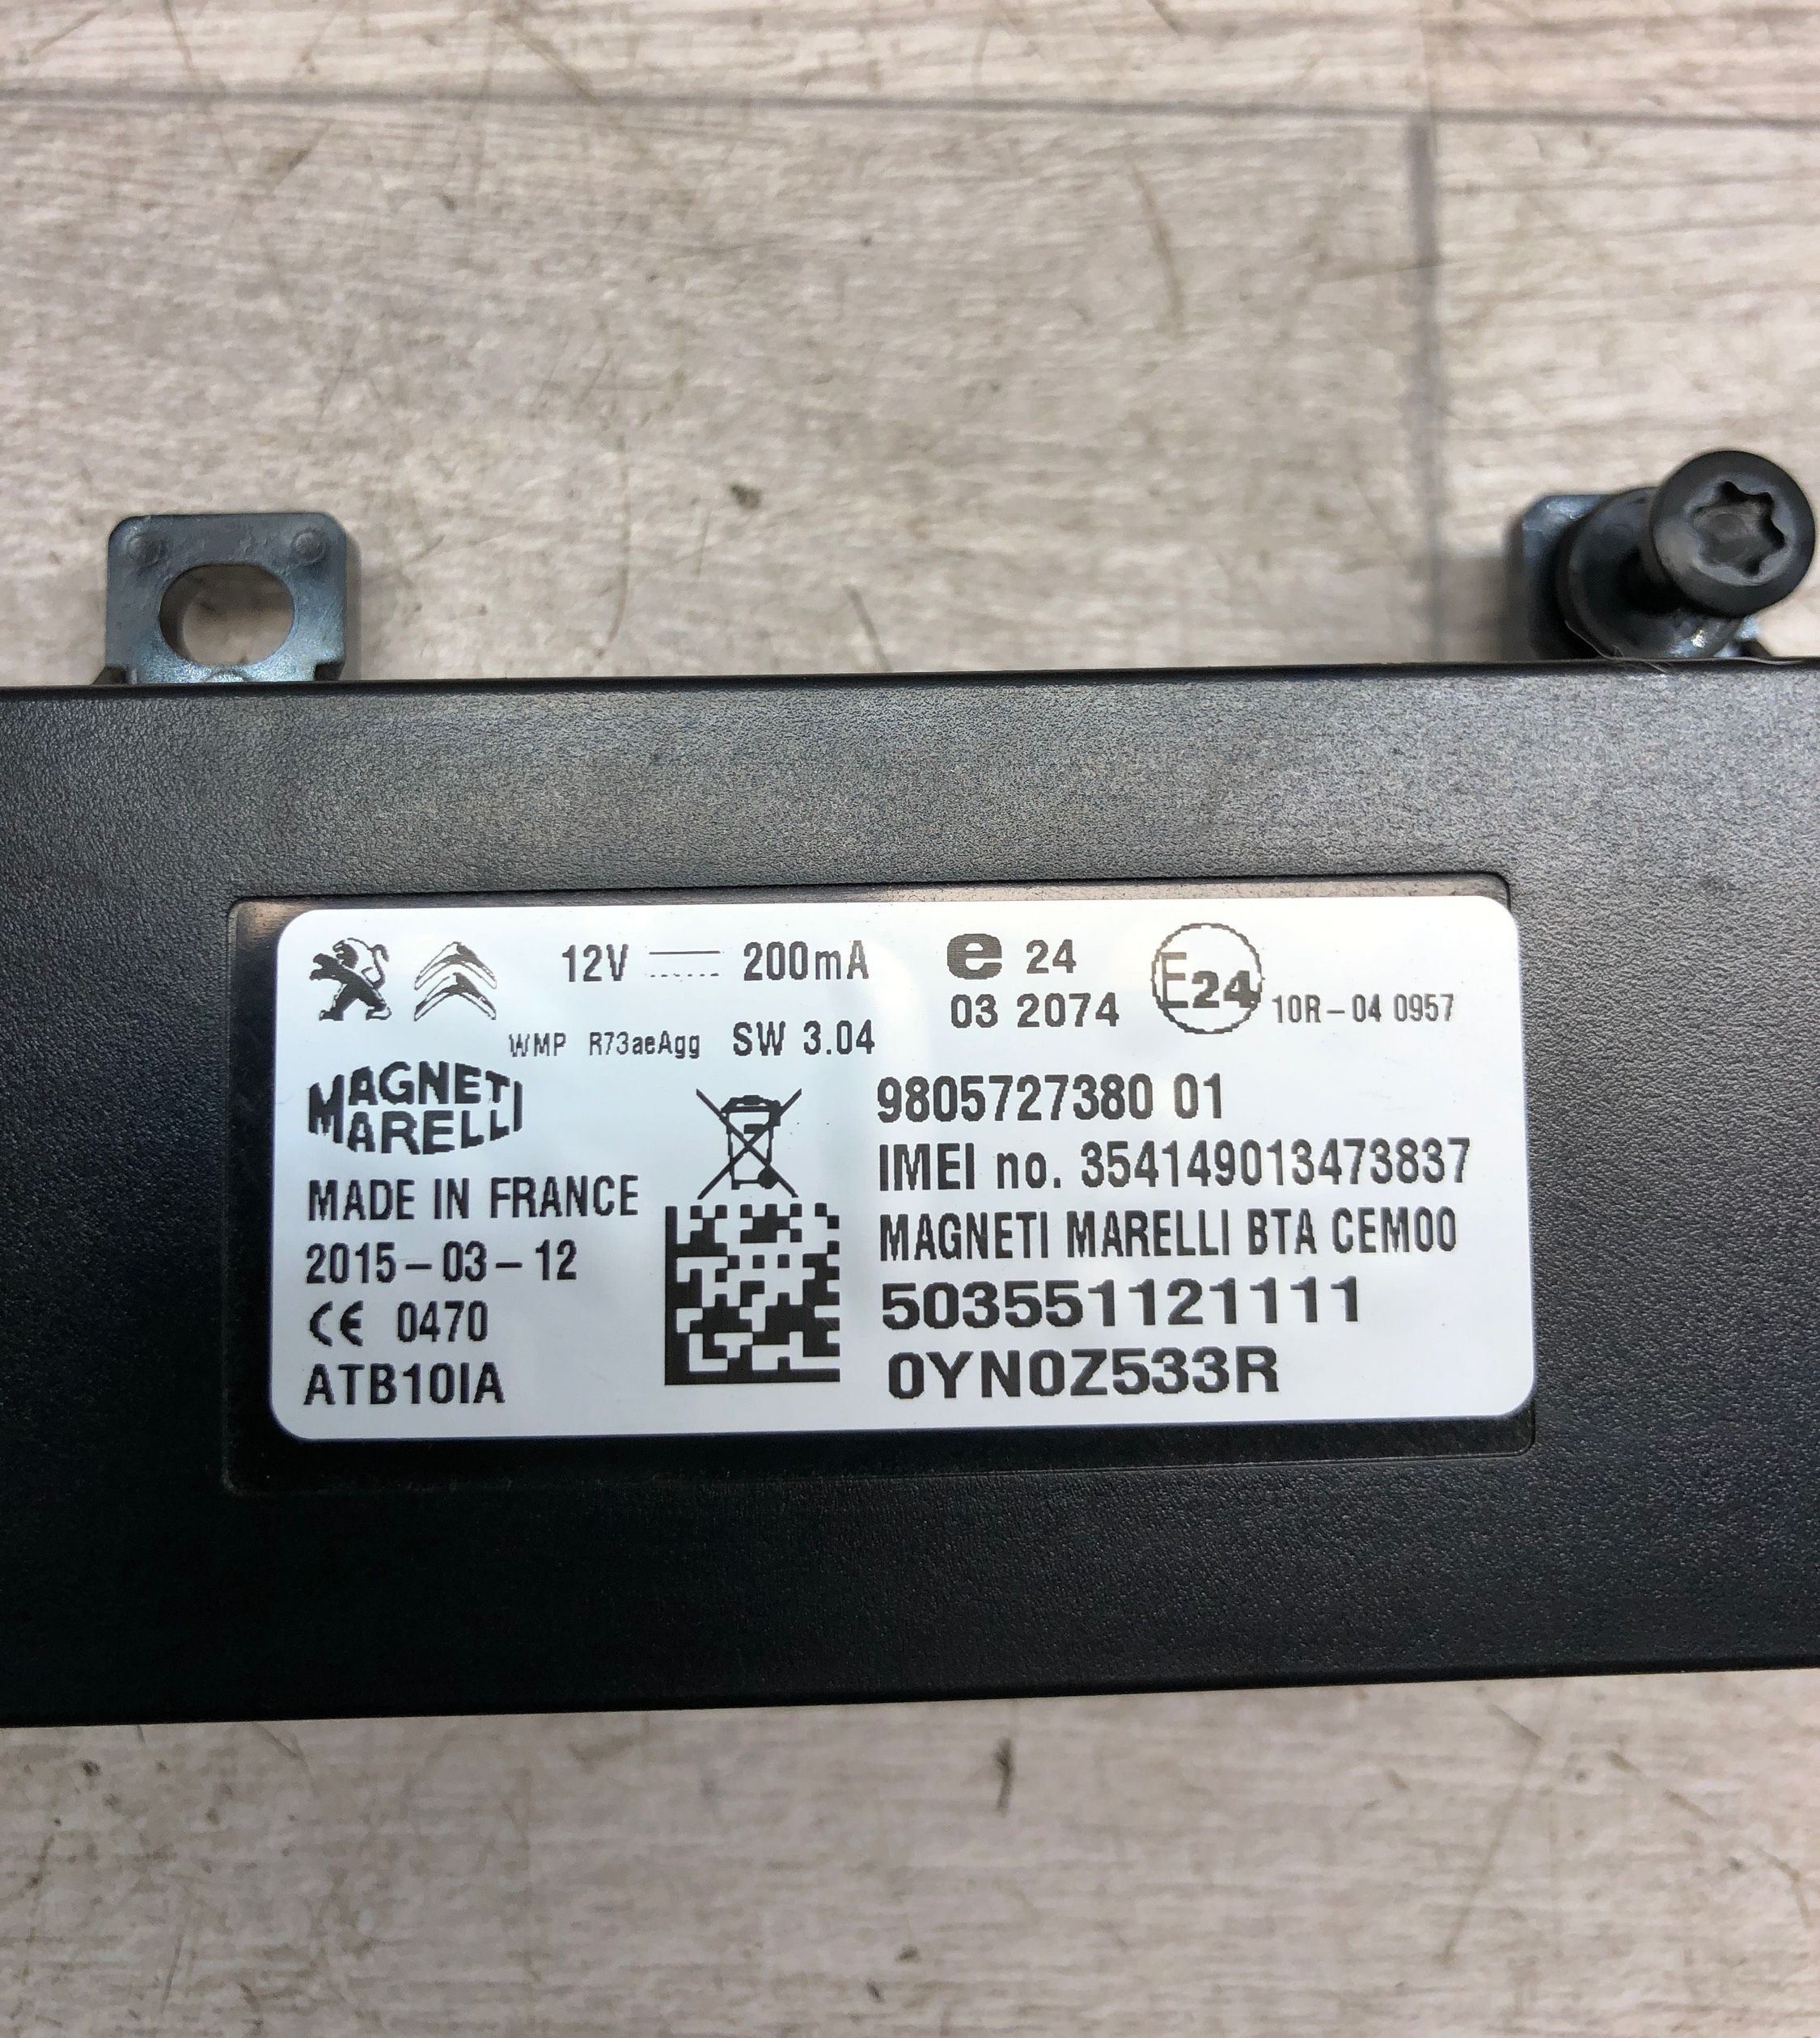 12V 200mA
e 24
03 2074
E24
10R-04 0957
WMP R73aeAgg SW 3.04
MAGNETI
MARELLI
MADE IN FRANCE
2015-03-12
CE 0470
ATB10IA
9805727380 01
IMEI no. 354149013473837
MAGNETI MARELLI BTA CEM00
503551121111
0YN0Z533R